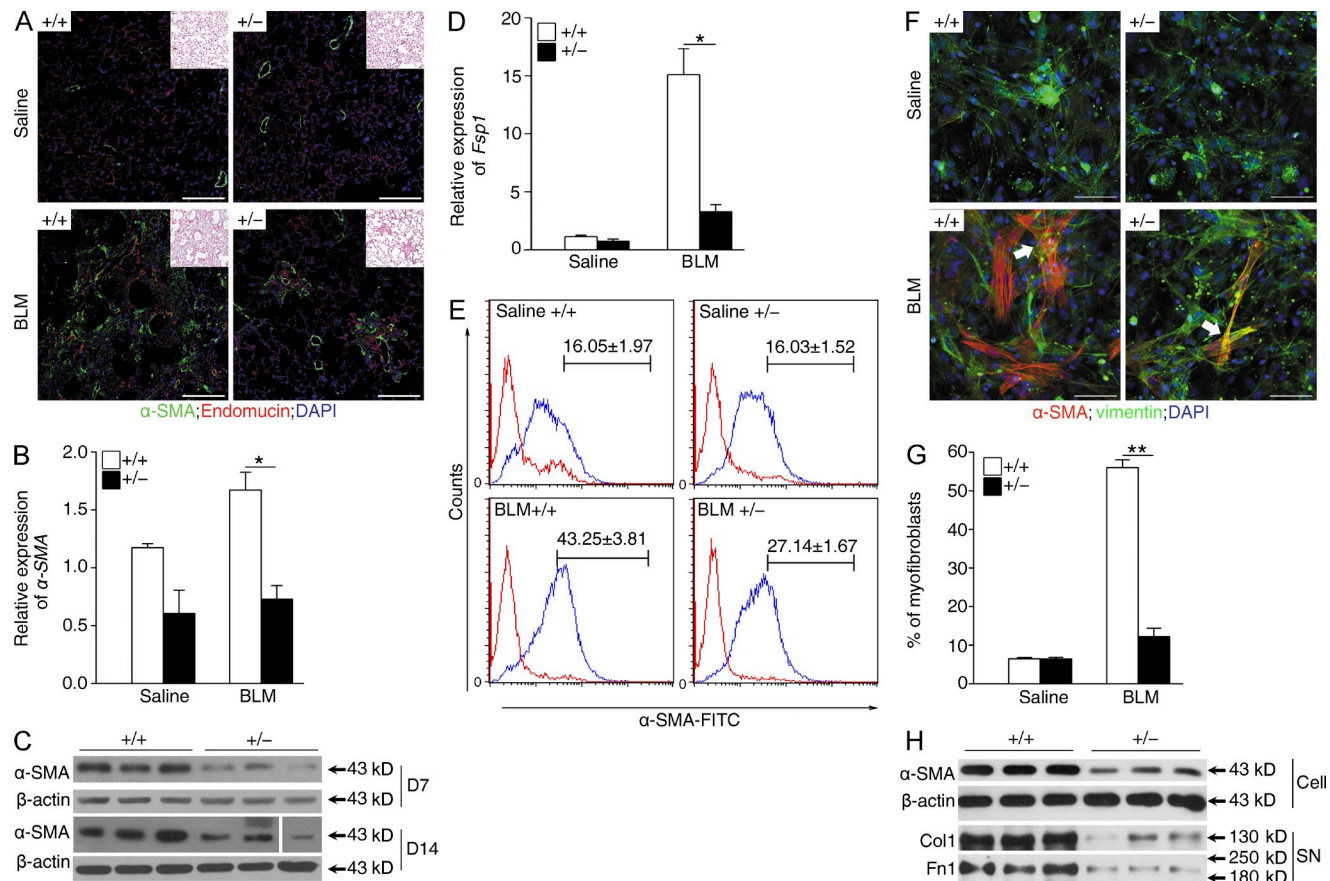 A
+/+
+/−
Saline
+/+
+/−
BLM
α-SMA;Endomucin;DAPI
B
Relative expression
of α-SMA
2.0
1.5
1.0
0.5
0.0
+/+
+/−
*
Saline
BLM
C
+/+
+/−
α-SMA
43 kD
β-actin
43 kD
D7
α-SMA
43 kD
β-actin
43 kD
D14
D
Relative expression
of Fsp1
20
15
10
5
0
+/+
+/−
*
Saline
BLM
E
Counts
Saline +/+
16.05±1.97
0
Saline +/−
16.03±1.52
0
BLM+/+
43.25±3.81
0
BLM +/−
27.14±1.67
0
α-SMA-FITC
F
+/+
+/−
Saline
+/+
+/−
BLM
α-SMA; vimentin; DAPI
G
% of myofibroblasts
60
50
40
30
20
10
0
+/+
+/−
**
Saline
BLM
H
+/+
+/−
α-SMA
43 kD
β-actin
43 kD
Cell
Col1
130 kD
250 kD
Fn1
180 kD
SN